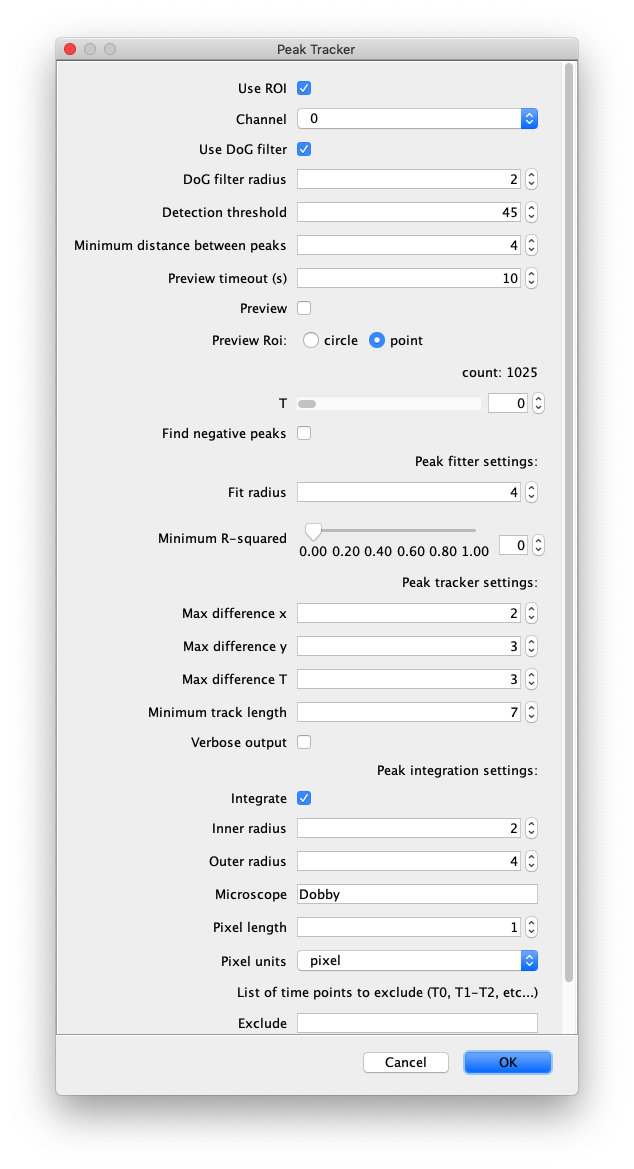 Peak Tracker
Use ROI
Channel 0
Use DoG filter
DoG filter radius 2
Detection threshold 45
Minimum distance between peaks 4
Preview timeout (s) 10
Preview
Preview Roi: circle point
count: 1025
T 0
Find negative peaks
Peak fitter settings:
Fit radius 4
Minimum R-squared 0
0.00 0.20 0.40 0.60 0.80 1.00
Peak tracker settings:
Max difference x 2
Max difference y 3
Max difference T 3
Minimum track length 7
Verbose output
Peak integration settings:
Integrate
Inner radius 2
Outer radius 4
Microscope Dobby
Pixel length 1
Pixel units pixel
List of time points to exclude (T0, T1-T2, etc...)
Exclude
Cancel OK